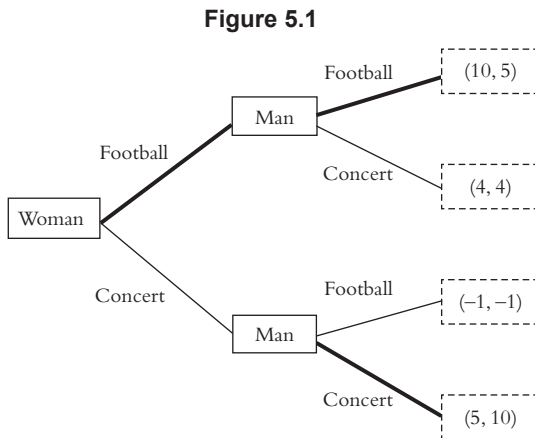 Figure 5.1
Football
(10, 5)
Man
Football
Concert
(4, 4)
Woman
Concert
Football
(–1, –1)
Man
Concert
(5, 10)